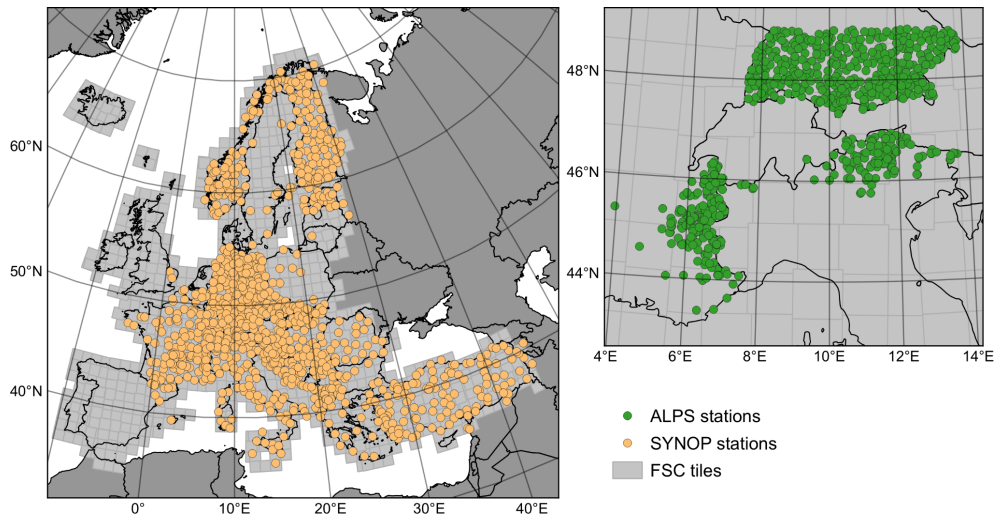 60°N
50°N
40°N
0°
10°E
20°E
30°E
40°E
48°N
46°N
44°N
4°E
6°E
8°E
10°E
12°E
14°E
ALPS stations
SYNOP stations
FSC tiles